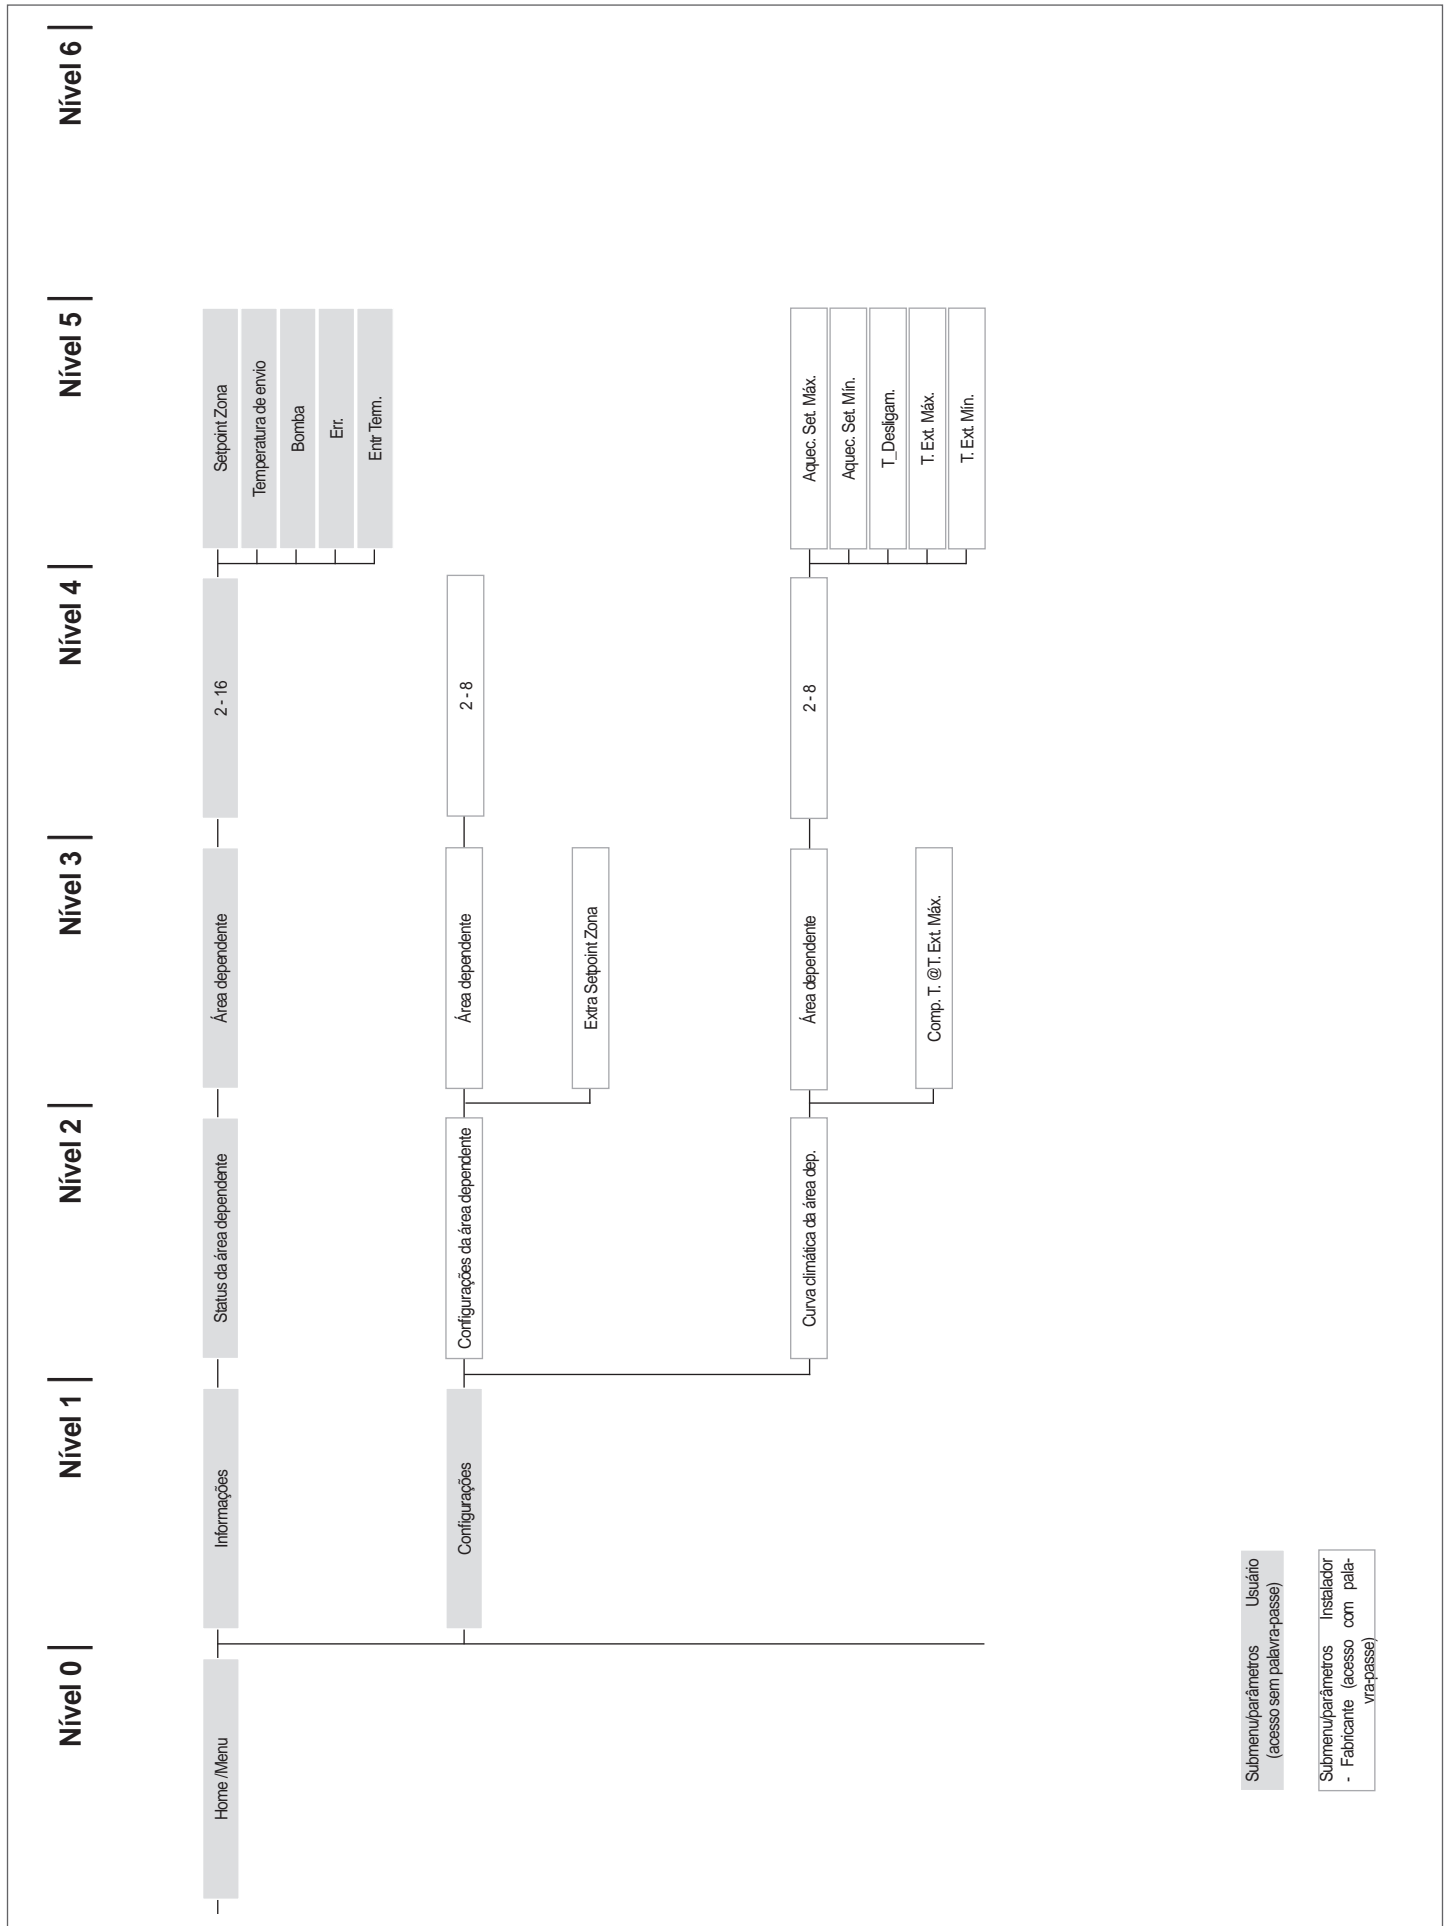 Nível 0
Nível 1
Nível 2
Nível 3
Nível 4
Nível 5
Nível 6
Home /Menu
Informações
Status da área dependente
Área dependente
2 - 16
Setpoint Zona
Temperatura de envio
Bomba
Err.
Entr Term.
Configurações
Configurações da área dependente
Área dependente
2 - 8
Extra Setpoint Zona
Curva climática da área dep.
Área dependente
2 - 8
Aquec. Set. Máx.
Aquec. Set. Mín.
T_Desligam.
T. Ext. Máx.
T. Ext. Mín.
Comp. T. @T. Ext. Máx.
Submenu/parâmetros Usuário
(acesso sem palavra-passe)
Submenu/parâmetros Instalador
- Fabricante (acesso com pala-
vra-passe)